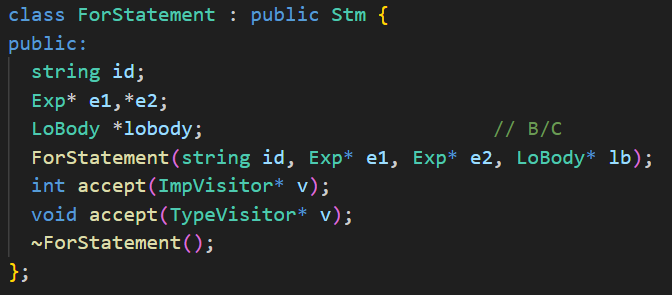 class ForStatement : public Stm {
public:
  string id;
  Exp* e1,*e2;
  LoBody *lobody;                        // B/C
  ForStatement(string id, Exp* e1, Exp* e2, LoBody* lb);
  int accept(ImpVisitor* v);
  void accept(TypeVisitor* v);
  ~ForStatement();
};